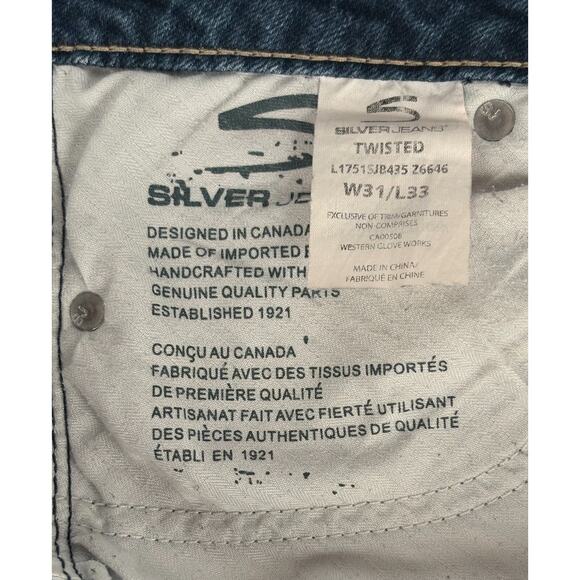 SILVER JE
DESIGNED IN CANADA
MADE OF IMPORTED
HANDCRAFTED WITH
GENUINE QUALITY PARTS
ESTABLISHED 1921
CONÇU AU CANADA
FABRIQUÉ AVEC DES TISSUS IMPORTÉS
DE PREMIÈRE QUALITÉ
ARTISANAT FAIT AVEC FIERTÉ UTILISANT
DES PIÈCES AUTHENTIQUES DE QUALITÉ
ÉTABLI EN 1921
SILVER JEANS
TWISTED
L1751SJB435 26646
W31/L33
EXCLUSIVE OF TRIM/GARNITURES
NON-COMPRISES
CA00506
WESTERN GLOVE WORKS
MADE IN CHINA/
FABRIQUÉ EN CHINE